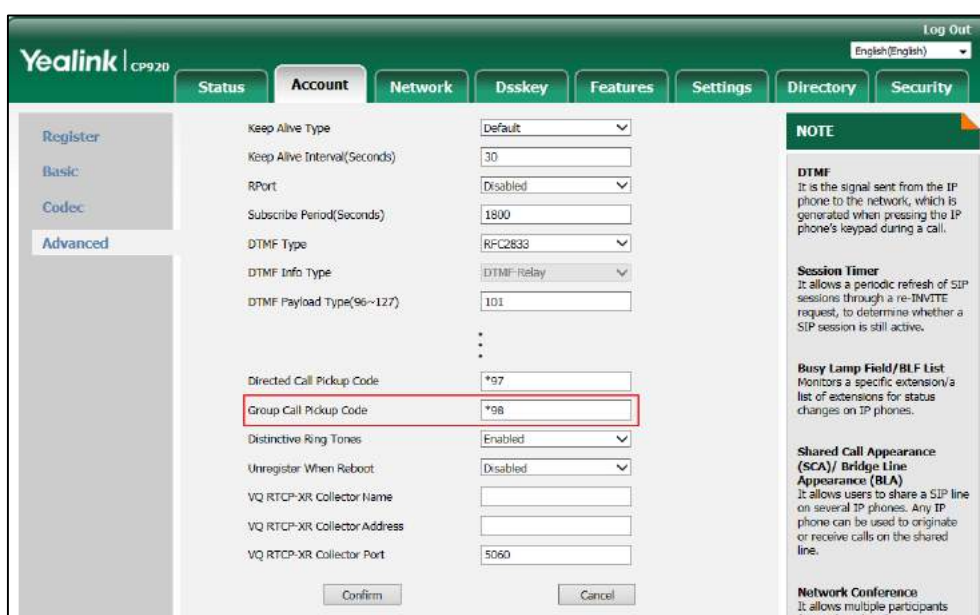 Log Out
Yealink CP920
English(English)
Status Account Network Dsskey Features Settings Directory Security
Register
Basic
Codec
Advanced
Keep Alive Type Default
Keep Alive Interval(Seconds) 30
RPort Disabled
Subscribe Period(Seconds) 1800
DTMF Type RFC2833
DTMF Info Type DTMF-Relay
DTMF Payload Type(96~127) 101
Directed Call Pickup Code *97
Group Call Pickup Code *98
Distinctive Ring Tones Enabled
Unregister When Reboot Disabled
VQ RTCP-XR Collector Name
VQ RTCP-XR Collector Address
VQ RTCP-XR Collector Port 5060
Confirm Cancel
NOTE
DTMF
It is the signal sent from the IP
phone to the network, which is
generated when pressing the IP
phone's keypad during a call.
Session Timer
It allows a periodic refresh of SIP
sessions through a re-INVITE
request, to determine whether a
SIP session is still active.
Busy Lamp Field/BLF List
Monitors a specific extension/a
list of extensions for status
changes on IP phones.
Shared Call Appearance
(SCA)/ Bridge Line
Appearance (BLA)
It allows users to share a SIP line
on several IP phones. Any IP
phone can be used to originate
or receive calls on the shared
line.
Network Conference
It allows multiple participants